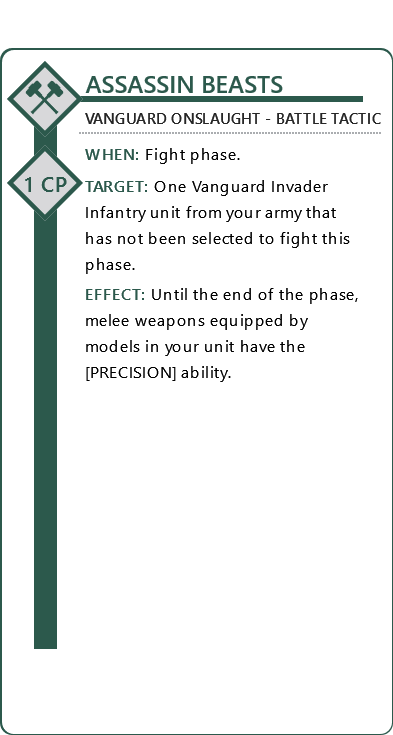 ASSASSIN BEASTS
VANGUARD ONSLAUGHT - BATTLE TACTIC
WHEN: Fight phase.
1 CP
TARGET: One Vanguard Invader
Infantry unit from your army that
has not been selected to fight this
phase.
EFFECT: Until the end of the phase,
melee weapons equipped by
models in your unit have the
[PRECISION] ability.